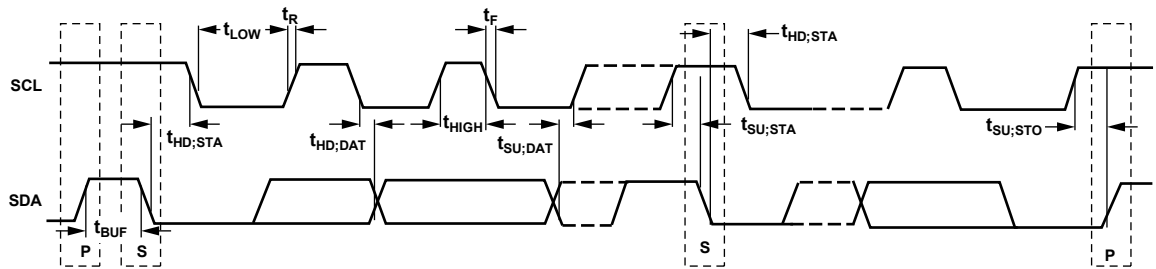 tR
tF
tLOW
tHD;STA
SCL
tHD;STA
tHD;DAT
tHIGH
tSU;DAT
tSU;STA
tSU;STO
SDA
tBUF
P
S
S
P